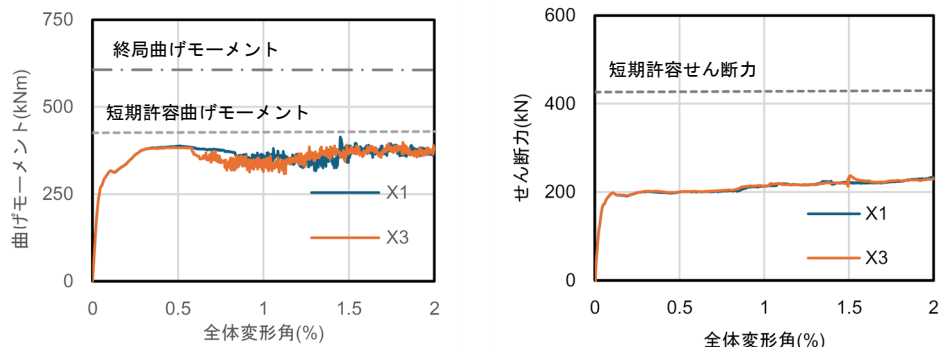 750
500
250
0
曲げモーメント(kNm)
終局曲げモーメント
短期許容曲げモーメント
X1
X3
0
0.5
1
1.5
2
全体変形角(%)
600
400
200
0
せん断力(kN)
短期許容せん断力
X1
X3
0
0.5
1
1.5
2
全体変形角(%)